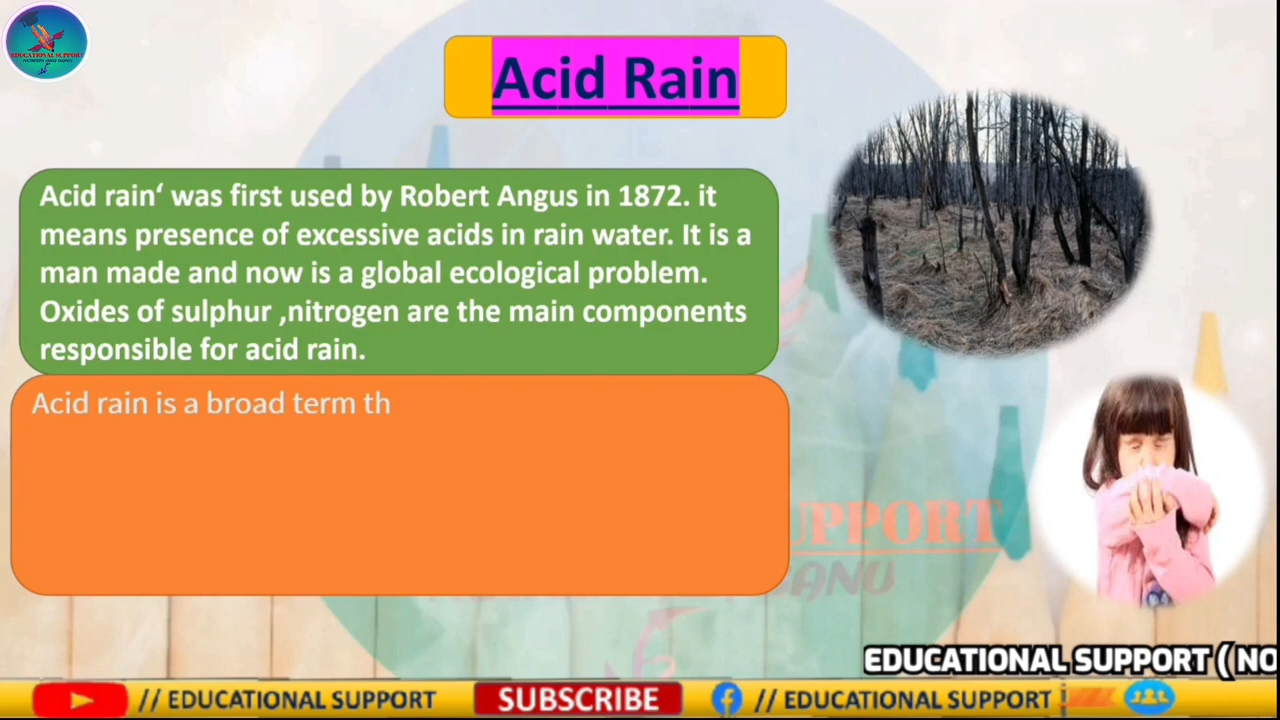 EDUCATIONAL SUPPORT
Acid Rain
Acid rain‘ was first used by Robert Angus in 1872. it
means presence of excessive acids in rain water. It is a
man made and now is a global ecological problem.
Oxides of sulphur ,nitrogen are the main components
responsible for acid rain.
Acid rain is a broad term th
UPPORT
EDUCATIONAL SUPPORT ( NO
// EDUCATIONAL SUPPORT
SUBSCRIBE
// EDUCATIONAL SUPPORT